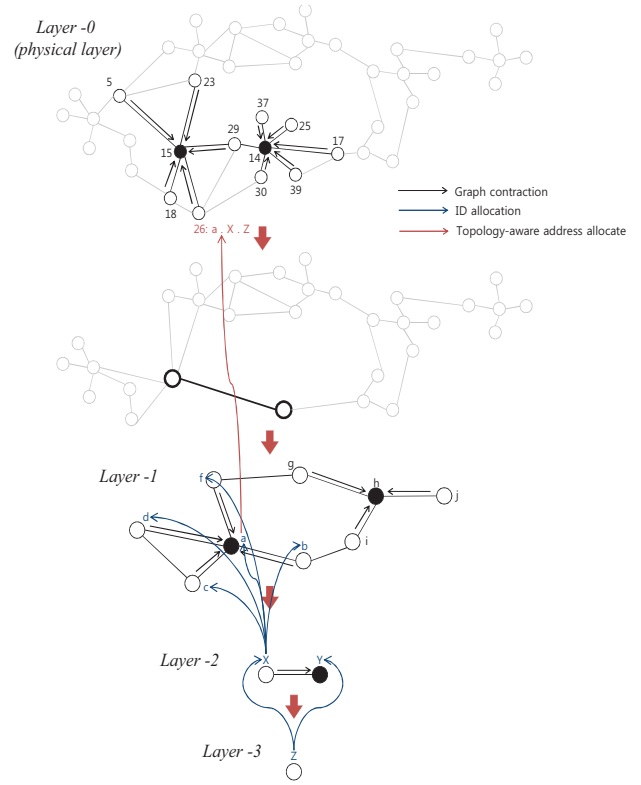 Layer -0
(physical layer)
5
23
37
25
29
17
15
14
30
39
18
26: a . X . Z
Graph contraction
ID allocation
Topology-aware address allocate
Layer -1
f
g
h
j
d
a
b
i
c
Layer -2
X
Y
Layer -3
Z